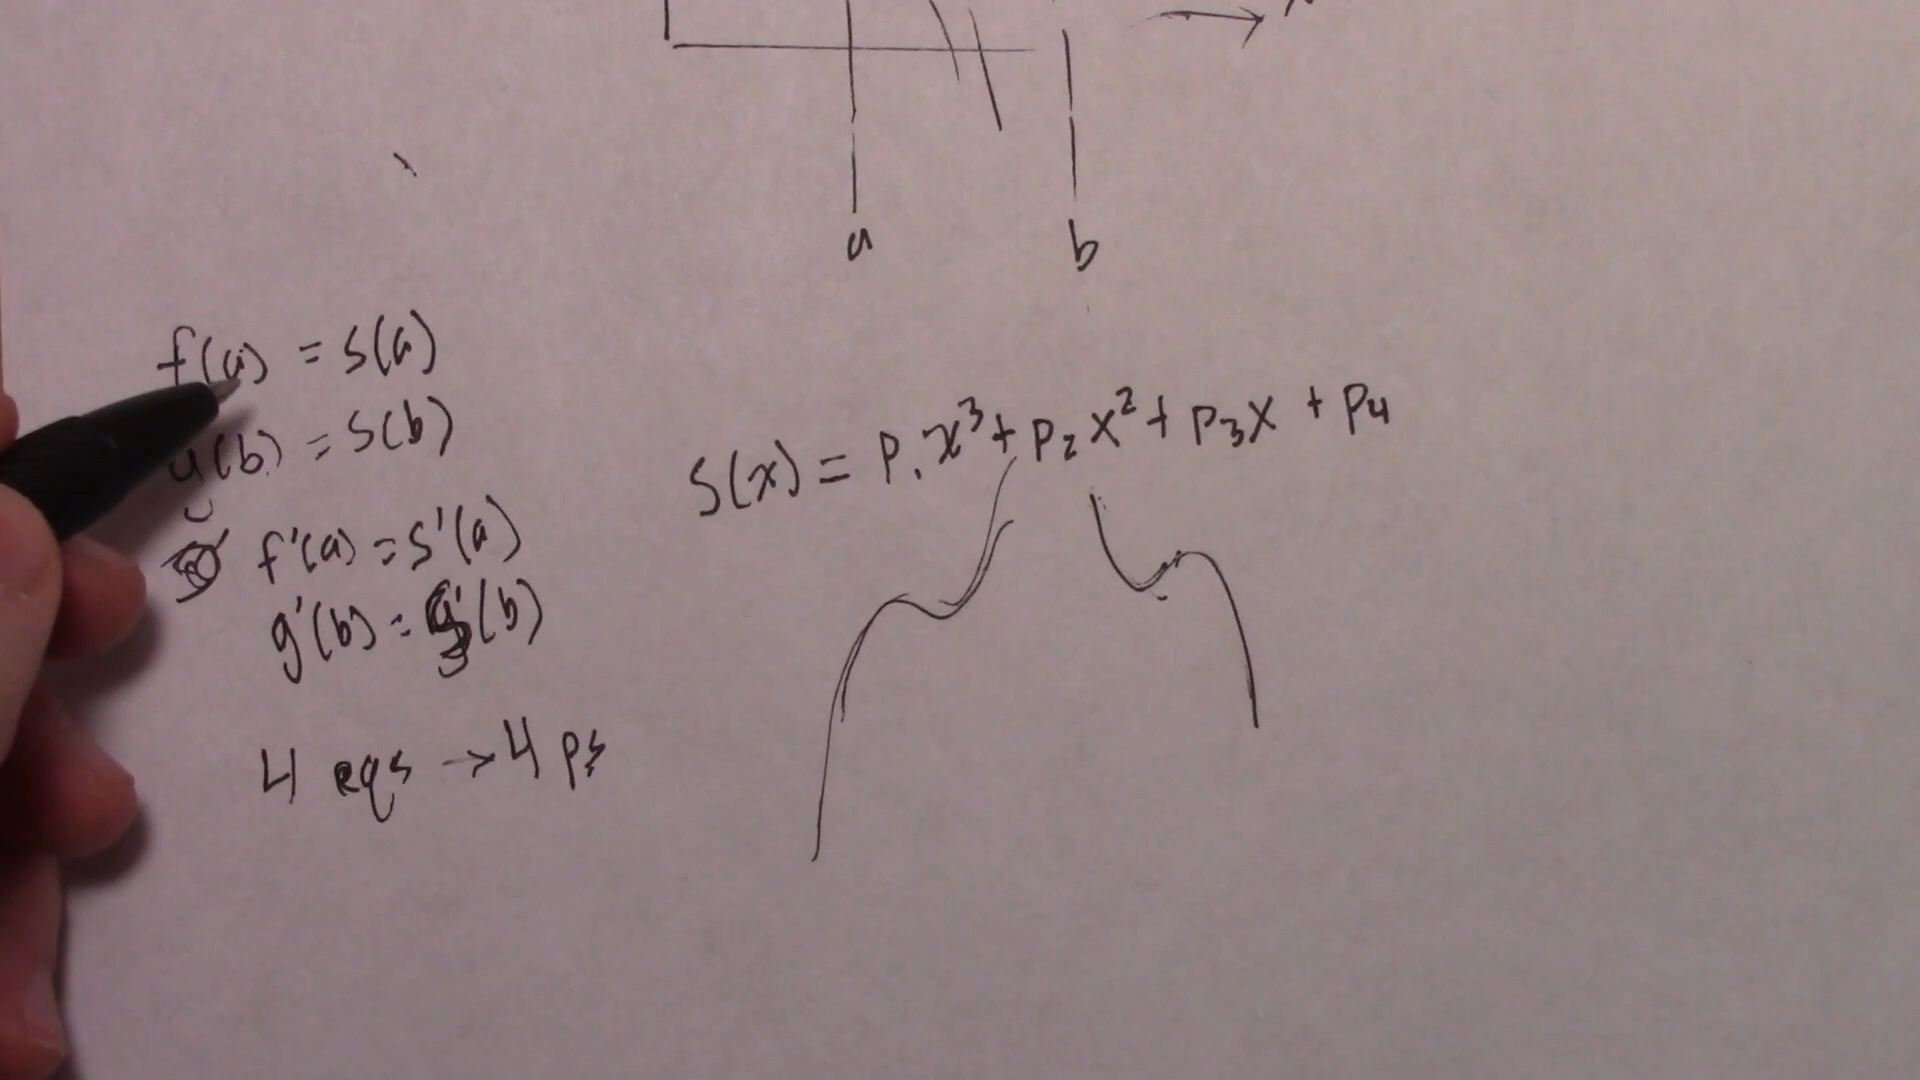 a
b
f(a) = s(a)
g(b) = s(b)
S(x) = p₁x³ + p₂x² + p₃x + p₄
f'(a) = s'(a)
g'(b) = s'(b)
4 eqs → 4 ps